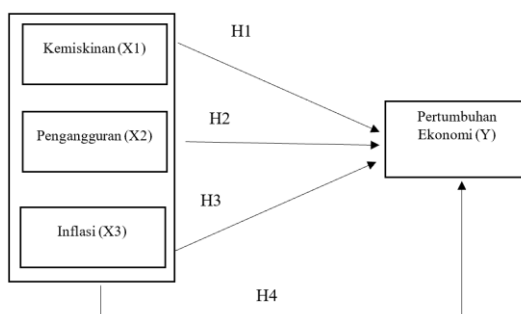 Kemiskinan (X1)
H1
Pengangguran (X2)
H2
Pertumbuhan
Ekonomi (Y)
Inflasi (X3)
H3
H4